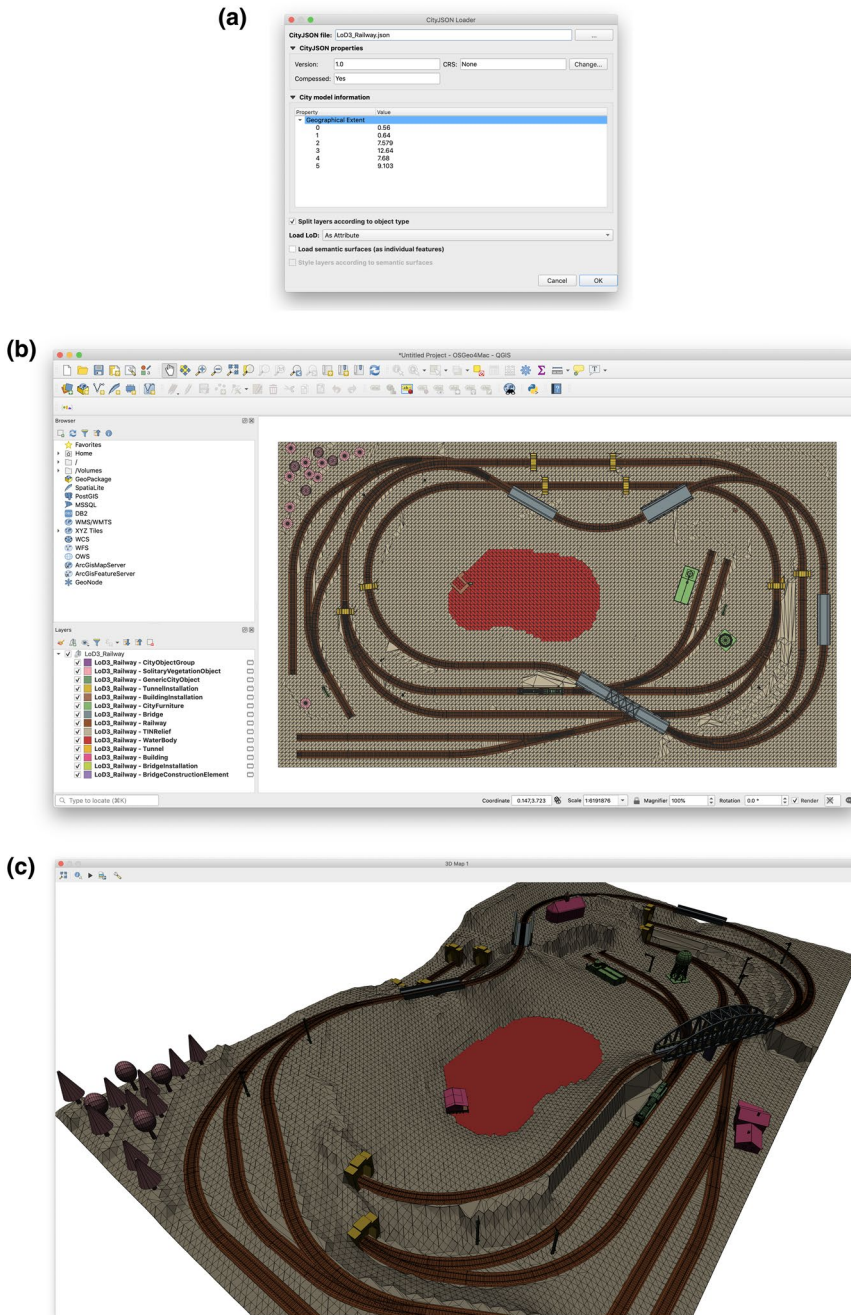 (a)
CityJSON Loader
CityJSON file: LoD3_Railway.json ...
CityJSON properties
Version: 1.0 CRS: None Change...
Compessed: Yes
City model information
Property Value
Geographical Extent
0 0.56
1 0.64
2 7.579
3 12.64
4 7.68
5 9.103
Split layers according to object type
Load LoD: As Attribute
Load semantic surfaces (as individual features)
Style layers according to semantic surfaces
Cancel OK
(b)
*Untitled Project - OSGeo4Mac - QGIS
Browser
Favorites
Home
/
/Volumes
GeoPackage
SpatiaLite
PostGIS
MSSQL
DB2
WMS/WMTS
XYZ Tiles
WCS
WFS
OWS
ArcGisMapServer
ArcGisFeatureServer
GeoNode
Layers
LoD3_Railway
LoD3_Railway - CityObjectGroup
LoD3_Railway - SolitaryVegetationObject
LoD3_Railway - GenericCityObject
LoD3_Railway - TunnelInstallation
LoD3_Railway - BuildingInstallation
LoD3_Railway - CityFurniture
LoD3_Railway - Bridge
LoD3_Railway - Railway
LoD3_Railway - TINRelief
LoD3_Railway - WaterBody
LoD3_Railway - Tunnel
LoD3_Railway - Building
LoD3_Railway - BridgeInstallation
LoD3_Railway - BridgeConstructionElement
Type to locate (⌘K) Coordinate 0.147,3.723 Scale 1:6191876 Magnifier 100% Rotation 0.0 ° Render
(c)
3D Map 1